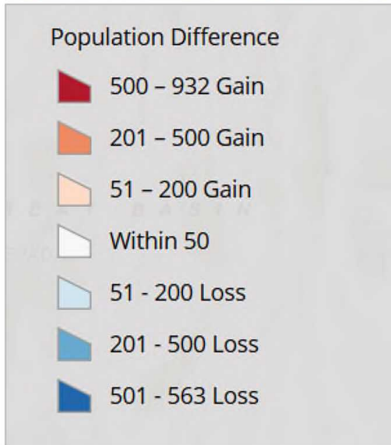 Population Difference
500 – 932 Gain
201 – 500 Gain
51 – 200 Gain
Within 50
51 - 200 Loss
201 - 500 Loss
501 - 563 Loss